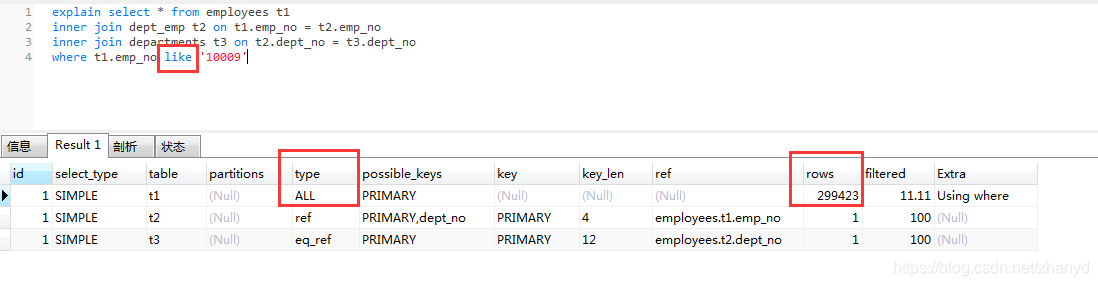 1 explain select * from employees t1
2 inner join dept_emp t2 on t1.emp_no = t2.emp_no
3 inner join departments t3 on t2.dept_no = t3.dept_no
4 where t1.emp_no like '10009'
信息 Result 1 剖析 状态
id select_type table partitions type possible_keys key key_len ref rows filtered Extra
1 SIMPLE t1 (Null) ALL PRIMARY (Null) (Null) (Null) 299423 11.11 Using where
1 SIMPLE t2 (Null) ref PRIMARY,dept_no PRIMARY 4 employees.t1.emp_no 1 100 (Null)
1 SIMPLE t3 (Null) eq_ref PRIMARY PRIMARY 12 employees.t2.dept_no 1 100 (Null)
https://blog.csdn.net/zhanyd